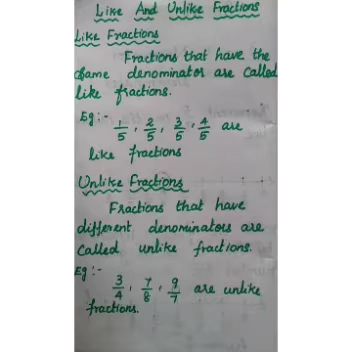 Like And Unlike Fractions
Like Fractions
Fractions that have the
same denominator are called
like fractions.
Eg:- 1/5, 2/5, 3/5, 4/5 are
like fractions
Unlike Fractions
Fractions that have
different denominators are
called unlike fractions.
Eg:- 3/4, 7/8, 9/7 are unlike
fractions.